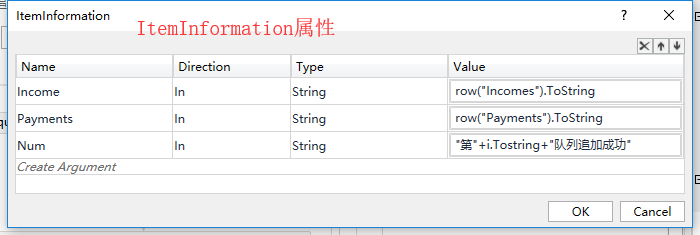 ItemInformation
ItemInformation属性
Name Direction Type Value
Income In String row("Incomes").ToString
Payments In String row("Payments").ToString
Num In String "第"+i.Tostring+"队列追加成功"
Create Argument
OK Cancel